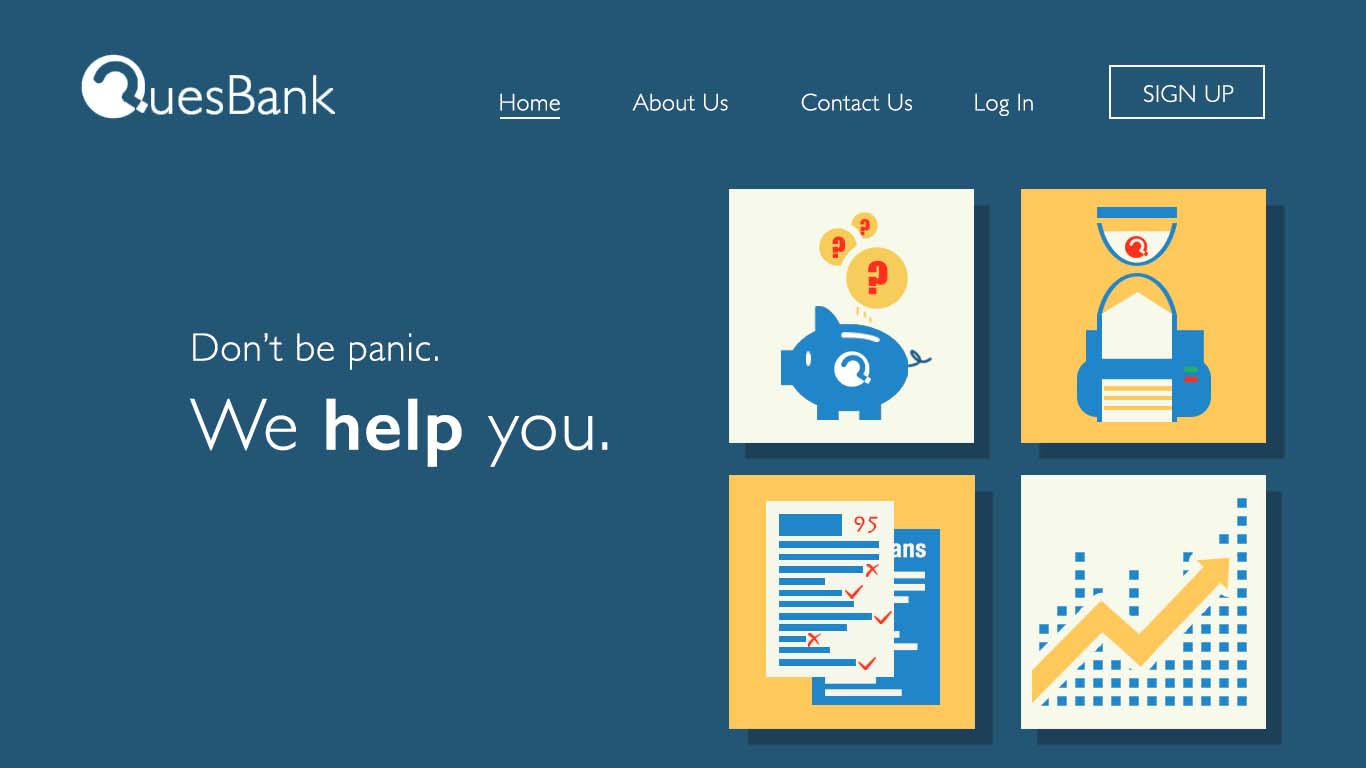 QuesBank
Home
About Us
Contact Us
Log In
SIGN UP
Don't be panic.
We help you.
?
?
?
95
ans